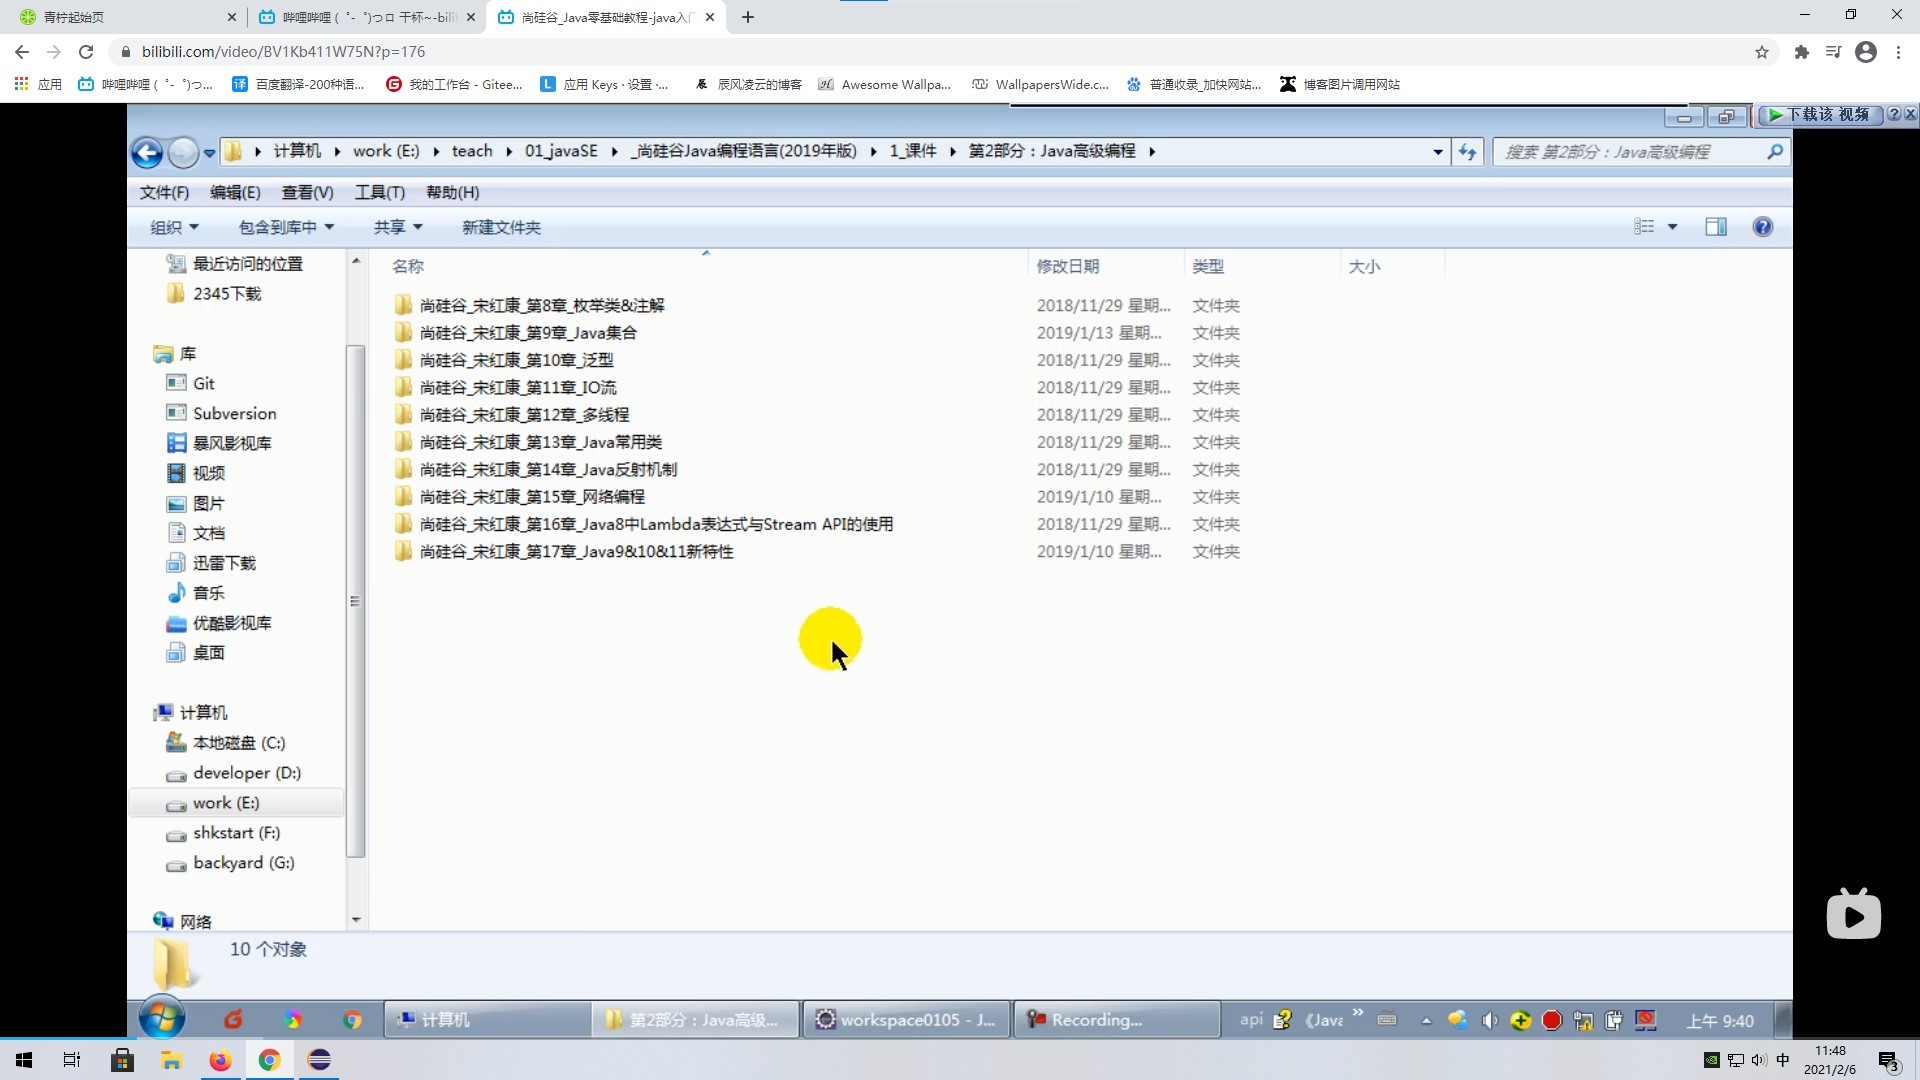 青柠起始页
哔哩哔哩 (゜-゜)つロ 干杯~-bili
尚硅谷_Java零基础教程-java入门
bilibili.com/video/BV1Kb411W75N?p=176
应用
哔哩哔哩 (゜-゜)つ...
百度翻译-200种语...
我的工作台 - Gitee...
应用 Keys · 设置 ·...
辰风凌云的博客
Awesome Wallpa...
WallpapersWide.c...
普通收录_加快网站...
博客图片调用网站
下载该 视频
计算机 work (E:) teach 01_javaSE _尚硅谷Java编程语言(2019年版) 1_课件 第2部分：Java高级编程
搜索 第2部分：Java高级编程
文件(F) 编辑(E) 查看(V) 工具(T) 帮助(H)
组织 包含到库中 共享 新建文件夹
最近访问的位置
2345下载
库
Git
Subversion
暴风影视库
视频
图片
文档
迅雷下载
音乐
优酷影视库
桌面
计算机
本地磁盘 (C:)
developer (D:)
work (E:)
shkstart (F:)
backyard (G:)
网络
名称 修改日期 类型 大小
尚硅谷_宋红康_第8章_枚举类&注解 2018/11/29 星期... 文件夹
尚硅谷_宋红康_第9章_Java集合 2019/1/13 星期... 文件夹
尚硅谷_宋红康_第10章_泛型 2018/11/29 星期... 文件夹
尚硅谷_宋红康_第11章_IO流 2018/11/29 星期... 文件夹
尚硅谷_宋红康_第12章_多线程 2018/11/29 星期... 文件夹
尚硅谷_宋红康_第13章_Java常用类 2018/11/29 星期... 文件夹
尚硅谷_宋红康_第14章_Java反射机制 2018/11/29 星期... 文件夹
尚硅谷_宋红康_第15章_网络编程 2019/1/10 星期... 文件夹
尚硅谷_宋红康_第16章_Java8中Lambda表达式与Stream API的使用 2018/11/29 星期... 文件夹
尚硅谷_宋红康_第17章_Java9&10&11新特性 2019/1/10 星期... 文件夹
10 个对象
计算机
第2部分：Java高级...
workspace0105 - J...
Recording...
api
《Java
上午 9:40
中
11:48
2021/2/6
3